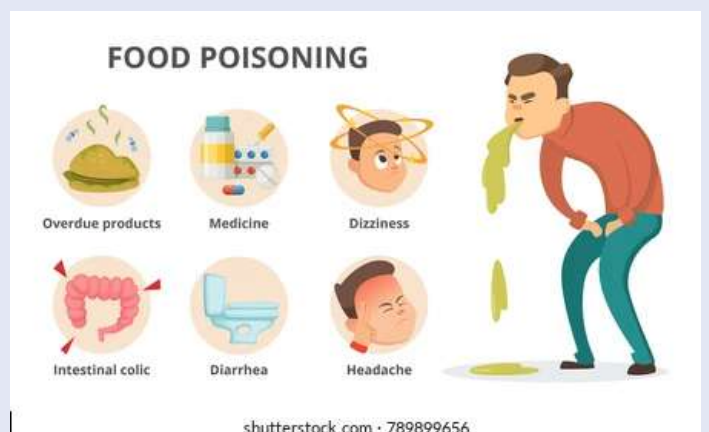 FOOD POISONING
Overdue products
Medicine
Dizziness
Intestinal colic
Diarrhea
Headache
shutterstock.com · 789899656